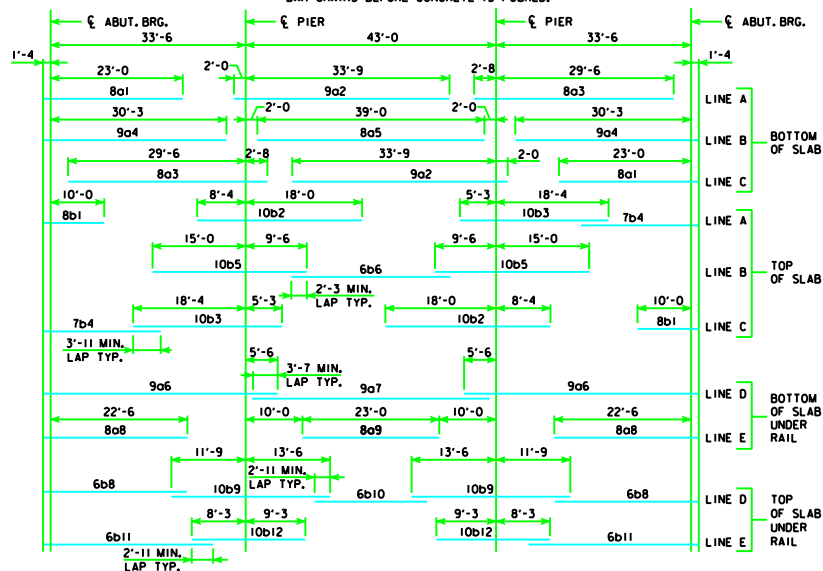 BAR CHAIRS BEFORE CONCRETE IS POURED.
℄ ABUT. BRG. ℄ PIER ℄ PIER ℄ ABUT. BRG.
33'-6 43'-0 33'-6
1'-4 1'-4
23'-0 2'-0 33'-9 2'-8 29'-6
8a1 9a2 8a3 LINE A
30'-3 2'-0 39'-0 2'-0 30'-3
9a4 8a5 9a4 LINE B
BOTTOM
OF SLAB
29'-6 2'-8 33'-9 2-0 23'-0
8a3 9a2 8a1 LINE C
10'-0 8'-4 18'-0 5'-3 18'-4
8b1 10b2 10b3 7b4 LINE A
15'-0 9'-6 9'-6 15'-0
10b5 6b6 10b5 LINE B
TOP
OF SLAB
2'-3 MIN.
LAP TYP.
18'-4 5'-3 18'-0 8'-4 10'-0
7b4 10b3 10b2 8b1 LINE C
3'-11 MIN.
LAP TYP.
5'-6 5'-6
3'-7 MIN.
LAP TYP.
9a6 9a7 9a6 LINE D
BOTTOM
OF SLAB
UNDER
RAIL
22'-6 10'-0 23'-0 10'-0 22'-6
8a8 8a9 8a8 LINE E
11'-9 13'-6 13'-6 11'-9
2'-11 MIN.
LAP TYP.
6b8 10b9 6b10 10b9 6b8 LINE D
TOP
OF SLAB
UNDER
RAIL
8'-3 9'-3 9'-3 8'-3
6b11 10b12 10b12 6b11 LINE E
2'-11 MIN.
LAP TYP.